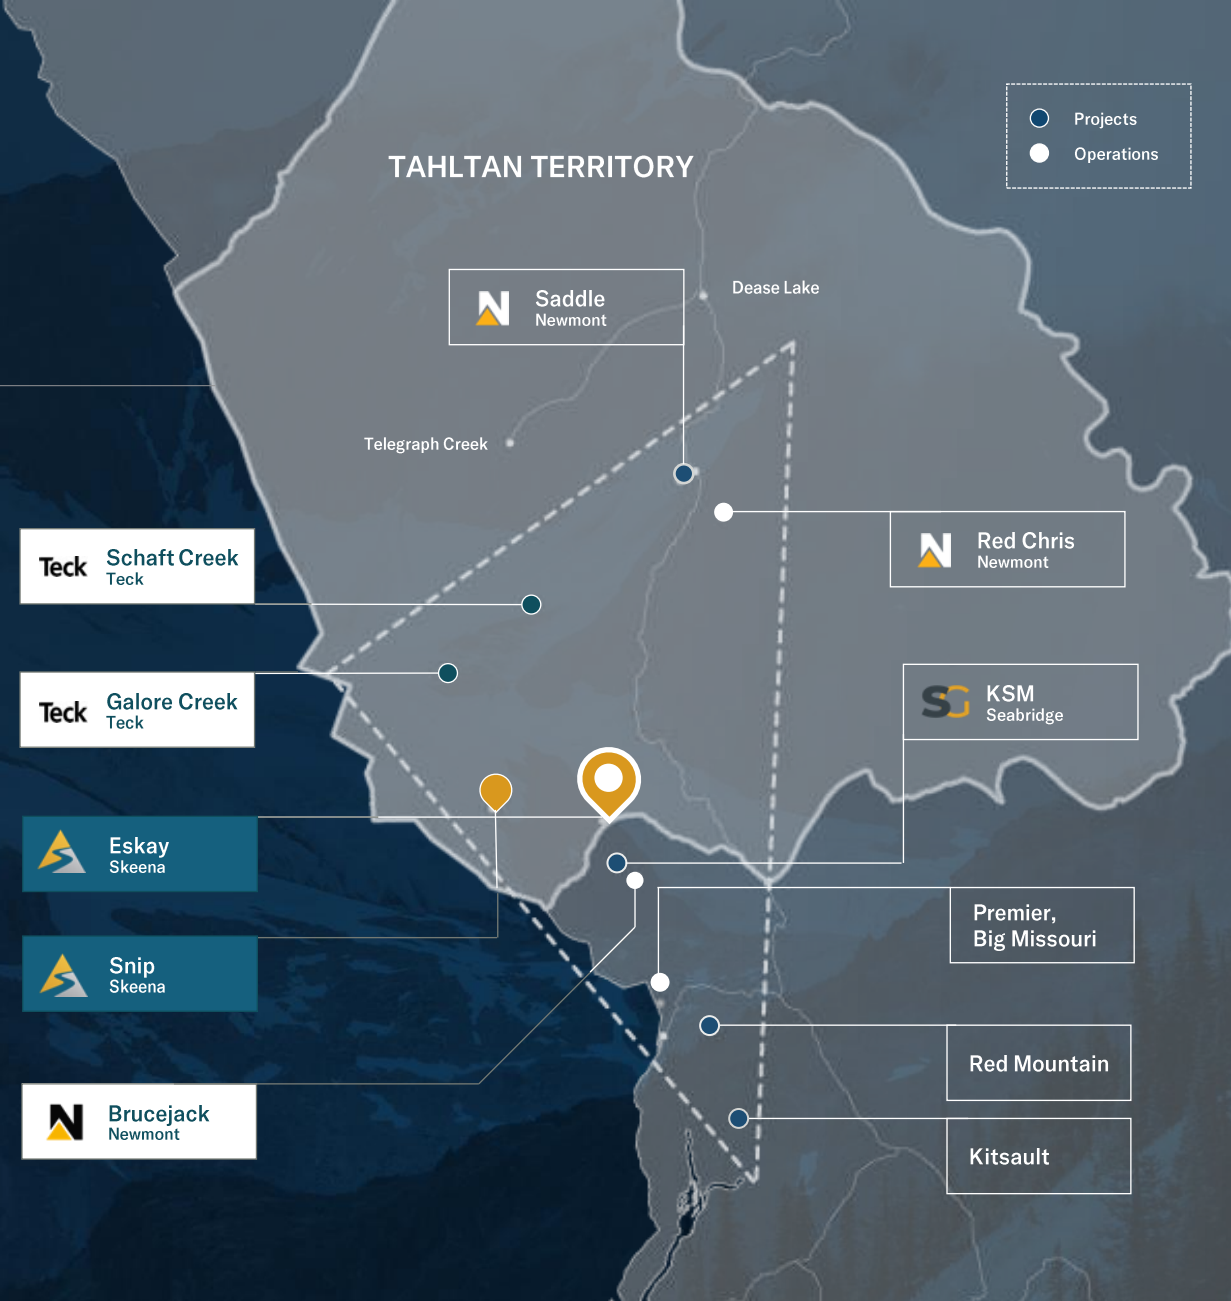 TAHLTAN TERRITORY
Projects
Operations
Saddle
Newmont
Dease Lake
Telegraph Creek
Teck
Schaft Creek
Teck
N
Red Chris
Newmont
Teck
Galore Creek
Teck
SG
KSM
Seabridge
Eskay
Skeena
Premier,
Big Missouri
Snip
Skeena
Red Mountain
Brucejack
Newmont
Kitsault